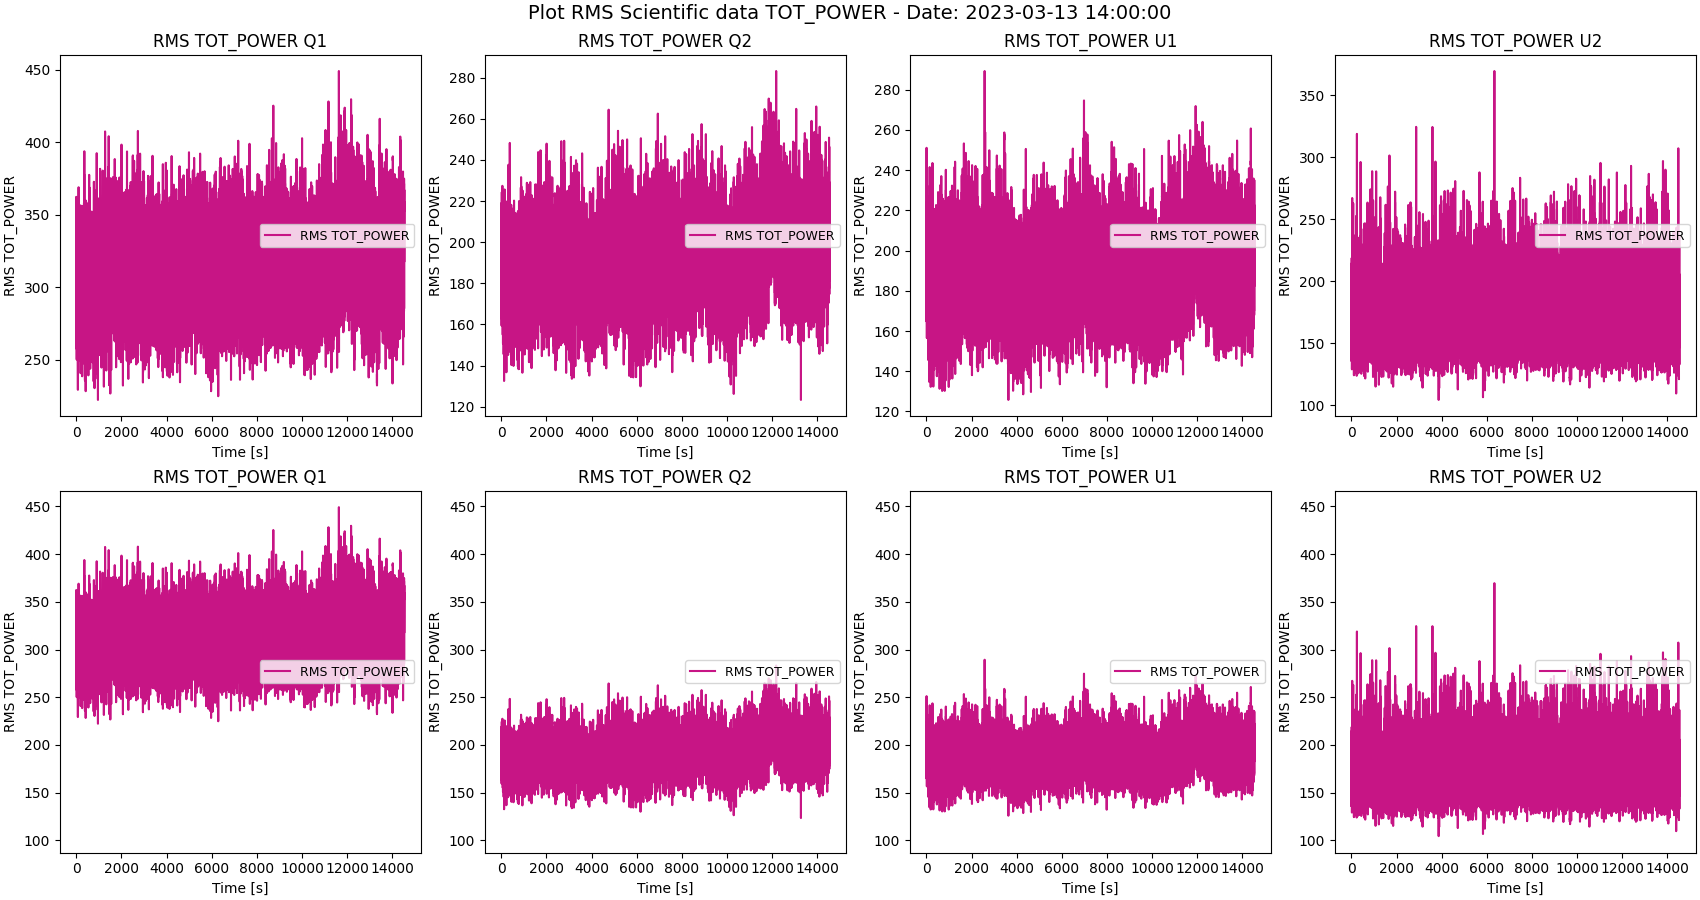 Plot RMS Scientific data TOT_POWER - Date: 2023-03-13 14:00:00
RMS TOT_POWER Q1
RMS TOT_POWER
450
400
350
300
250
RMS TOT_POWER
0 2000 4000 6000 8000 10000 12000 14000
Time [s]
RMS TOT_POWER Q2
RMS TOT_POWER
280
260
240
220
200
180
160
140
120
RMS TOT_POWER
0 2000 4000 6000 8000 10000 12000 14000
Time [s]
RMS TOT_POWER U1
RMS TOT_POWER
280
260
240
220
200
180
160
140
120
RMS TOT_POWER
0 2000 4000 6000 8000 10000 12000 14000
Time [s]
RMS TOT_POWER U2
RMS TOT_POWER
350
300
250
200
150
100
RMS TOT_POWER
0 2000 4000 6000 8000 10000 12000 14000
Time [s]
RMS TOT_POWER Q1
RMS TOT_POWER
450
400
350
300
250
200
150
100
RMS TOT_POWER
0 2000 4000 6000 8000 10000 12000 14000
Time [s]
RMS TOT_POWER Q2
RMS TOT_POWER
450
400
350
300
250
200
150
100
RMS TOT_POWER
0 2000 4000 6000 8000 10000 12000 14000
Time [s]
RMS TOT_POWER U1
RMS TOT_POWER
450
400
350
300
250
200
150
100
RMS TOT_POWER
0 2000 4000 6000 8000 10000 12000 14000
Time [s]
RMS TOT_POWER U2
RMS TOT_POWER
450
400
350
300
250
200
150
100
RMS TOT_POWER
0 2000 4000 6000 8000 10000 12000 14000
Time [s]